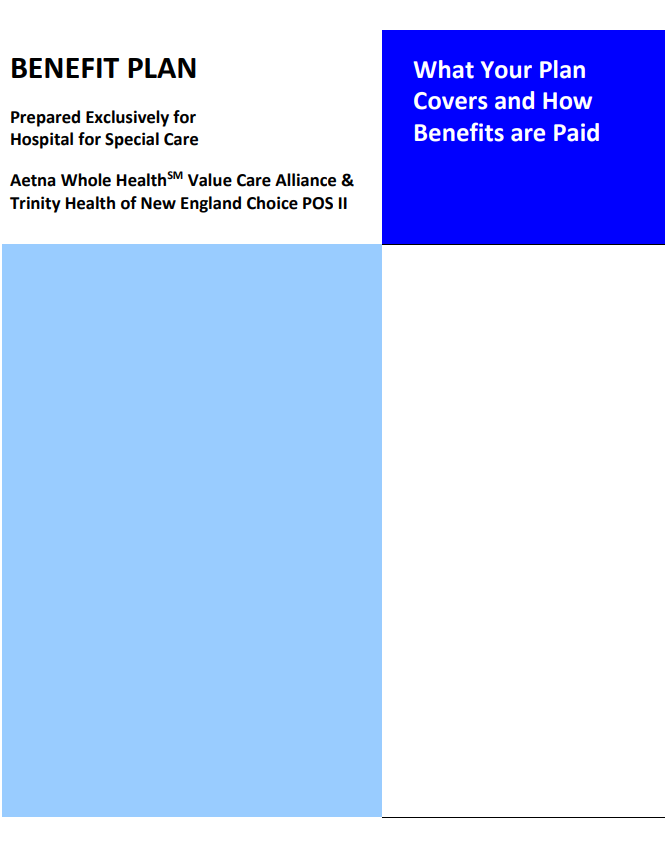 BENEFIT PLAN
Prepared Exclusively for
Hospital for Special Care
Aetna Whole Health℠ Value Care Alliance &
Trinity Health of New England Choice POS II
What Your Plan
Covers and How
Benefits are Paid